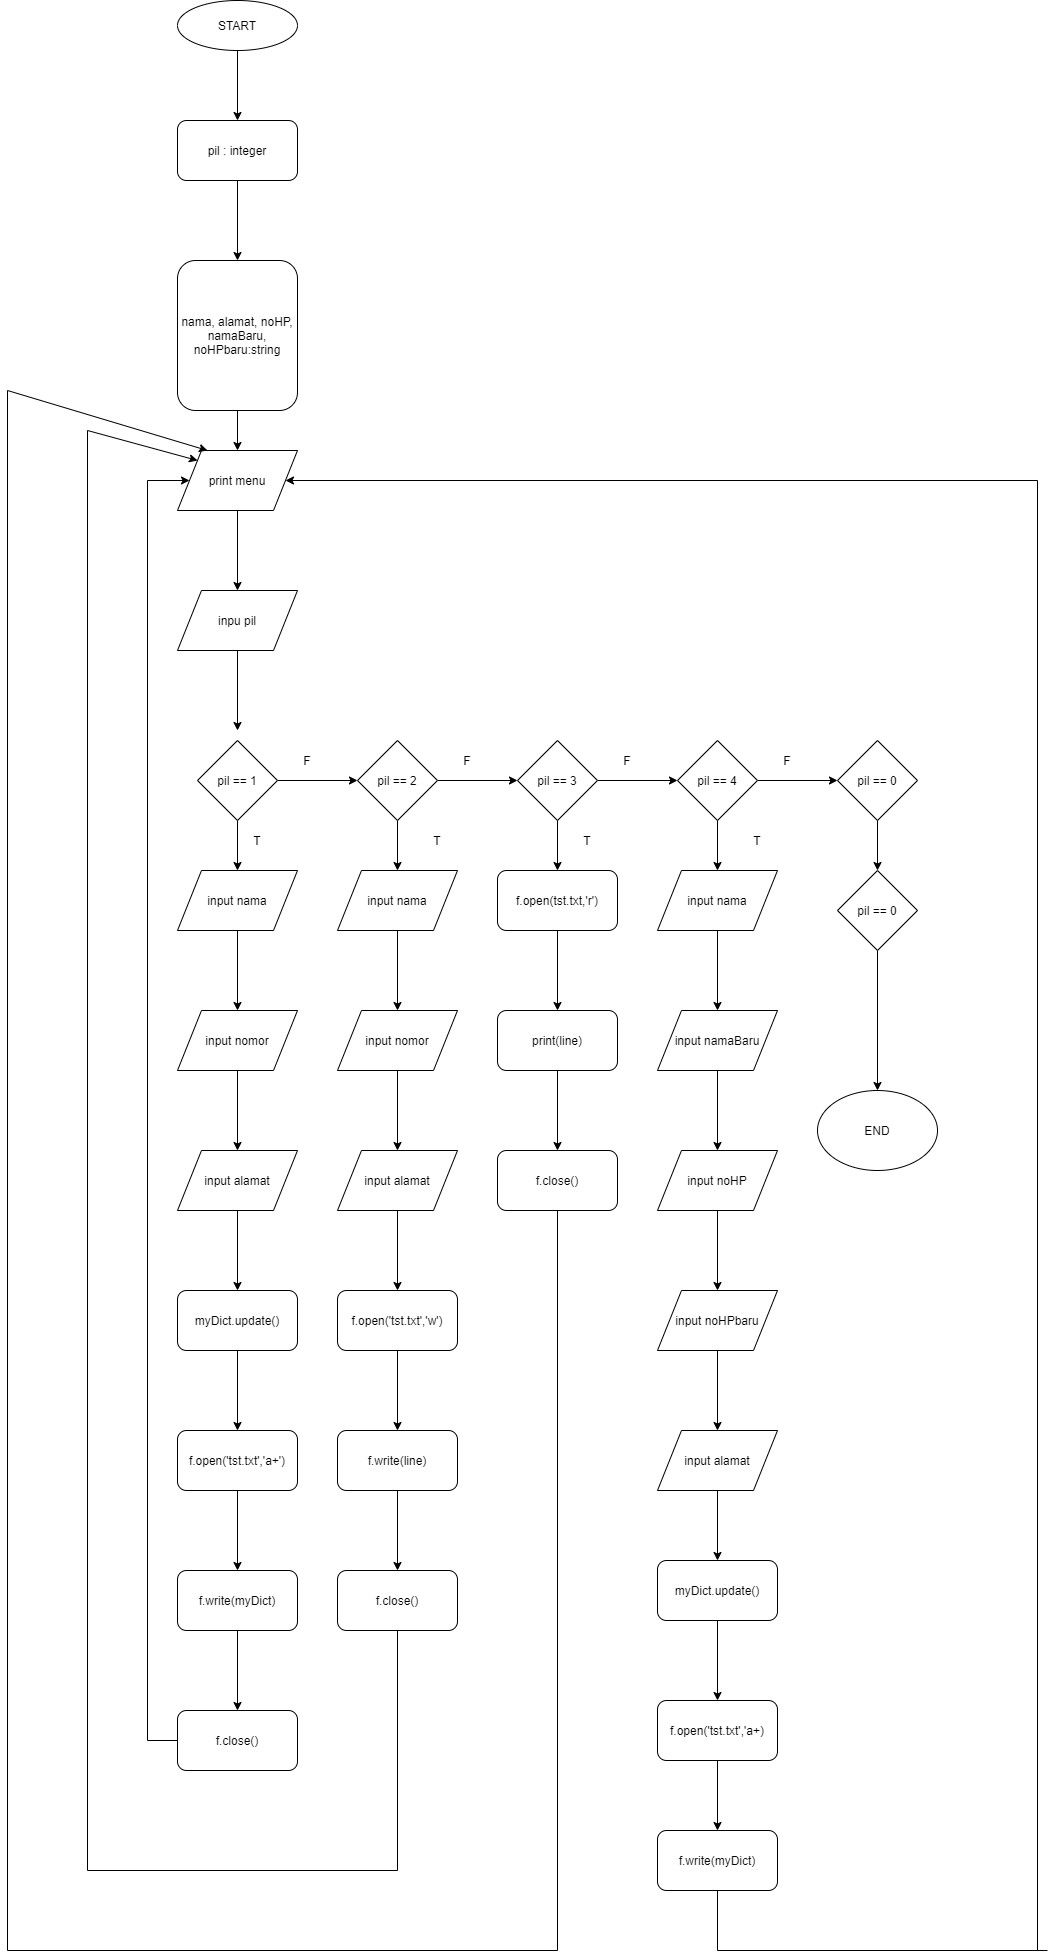 START
pil : integer
nama, alamat, noHP,
namaBaru,
noHPbaru:string
print menu
inpu pil
pil == 1
F
pil == 2
F
pil == 3
F
pil == 4
F
pil == 0
T
T
T
T
input nama
input nama
f.open(tst.txt,'r')
input nama
pil == 0
input nomor
input nomor
print(line)
input namaBaru
END
input alamat
input alamat
f.close()
input noHP
myDict.update()
f.open('tst.txt','w')
input noHPbaru
f.open('tst.txt','a+')
f.write(line)
input alamat
myDict.update()
f.write(myDict)
f.close()
f.open('tst.txt','a+)
f.close()
f.write(myDict)